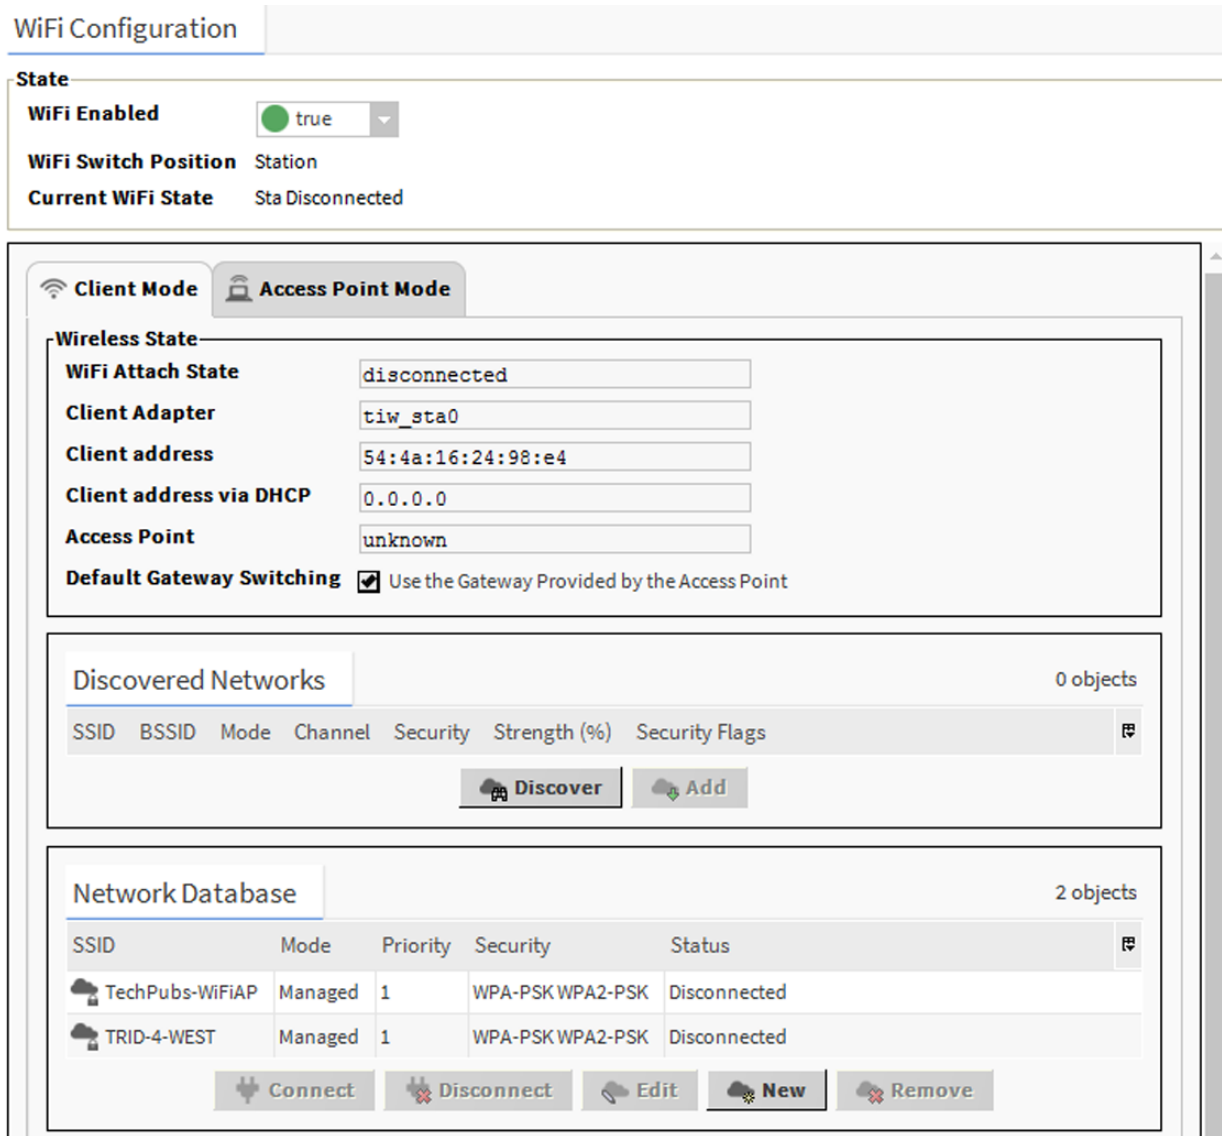 WiFi Configuration
State
WiFi Enabled true
WiFi Switch Position Station
Current WiFi State Sta Disconnected
Client Mode Access Point Mode
Wireless State
WiFi Attach State disconnected
Client Adapter tiw_sta0
Client address 54:4a:16:24:98:e4
Client address via DHCP 0.0.0.0
Access Point unknown
Default Gateway Switching Use the Gateway Provided by the Access Point
Discovered Networks 0 objects
SSID BSSID Mode Channel Security Strength (%) Security Flags
Discover Add
Network Database 2 objects
SSID Mode Priority Security Status
TechPubs-WiFiAP Managed 1 WPA-PSK WPA2-PSK Disconnected
TRID-4-WEST Managed 1 WPA-PSK WPA2-PSK Disconnected
Connect Disconnect Edit New Remove